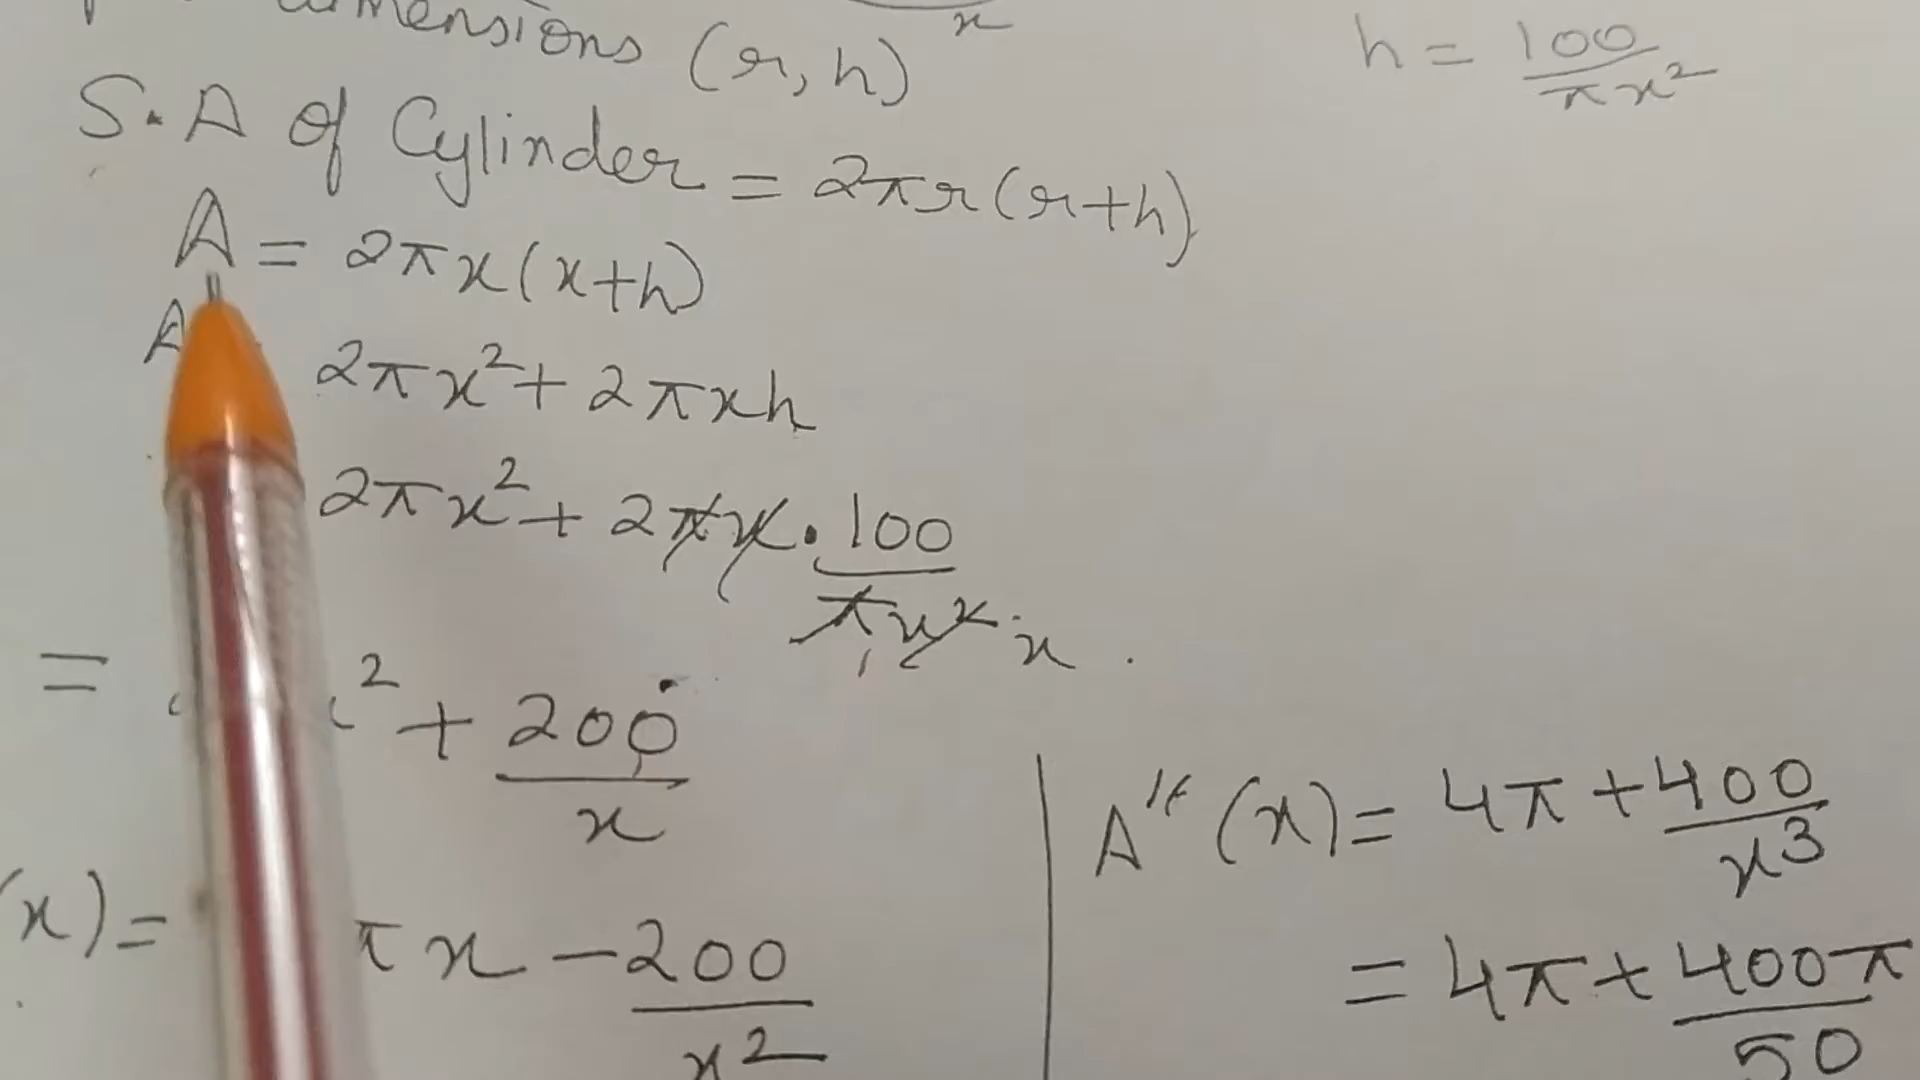 dimensions (r, h)
x
h = 100/πx²
S.A of Cylinder = 2πr(r+h)
A = 2πx(x+h)
A 2πx² + 2πxh
2πx² + 2πx · 100/πx² x
= ² + 200/x
(x) = πx − 200/x²
A″(x) = 4π + 400/x³
= 4π + 400π/50